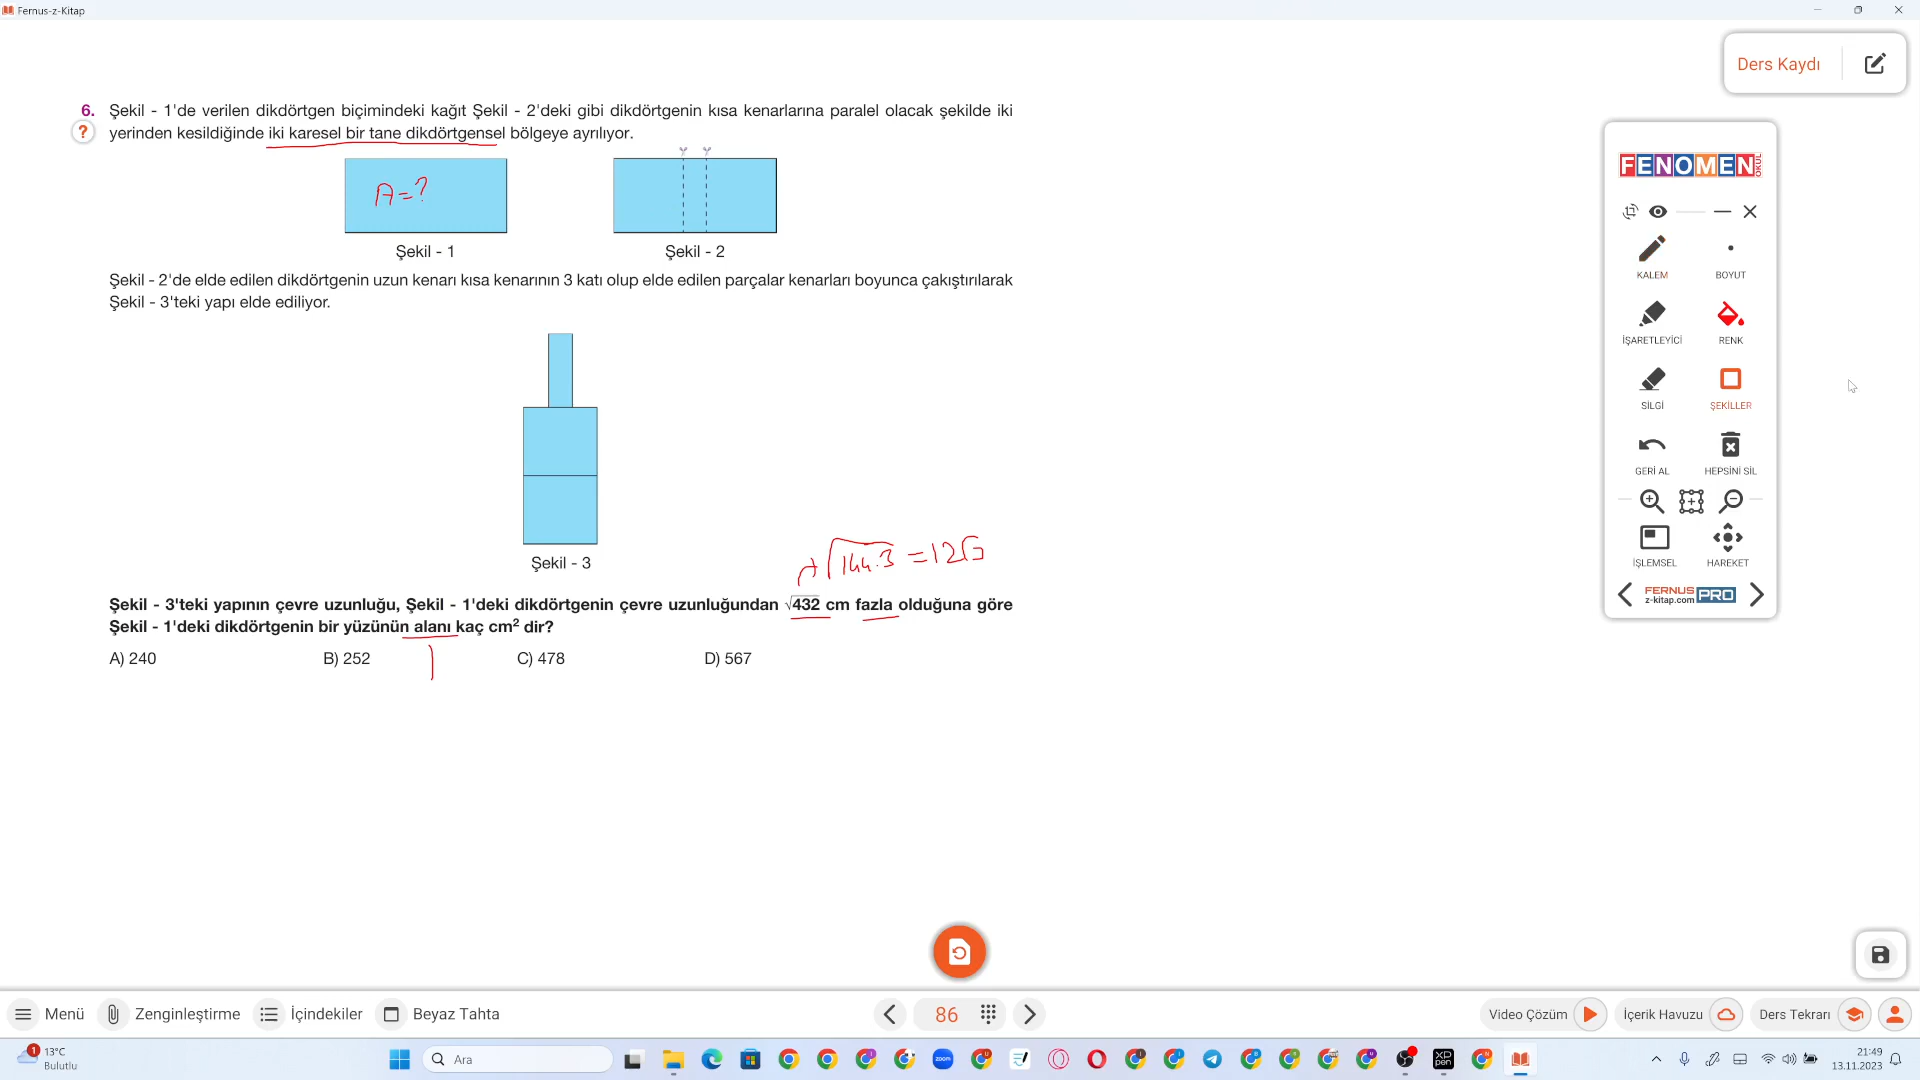 Fernus-z-Kitap
Ders Kaydı
6. Şekil - 1'de verilen dikdörtgen biçimindeki kağıt Şekil - 2'deki gibi dikdörtgenin kısa kenarlarına paralel olacak şekilde iki
? yerinden kesildiğinde iki karesel bir tane dikdörtgensel bölgeye ayrılıyor.
A=?
Şekil - 1
Şekil - 2
Şekil - 2'de elde edilen dikdörtgenin uzun kenarı kısa kenarının 3 katı olup elde edilen parçalar kenarları boyunca çakıştırılarak
Şekil - 3'teki yapı elde ediliyor.
Şekil - 3
√144.3 = 12√3
Şekil - 3'teki yapının çevre uzunluğu, Şekil - 1'deki dikdörtgenin çevre uzunluğundan √432 cm fazla olduğuna göre
Şekil - 1'deki dikdörtgenin bir yüzünün alanı kaç cm² dir?
A) 240
B) 252
C) 478
D) 567
FENOMEN OKUL
KALEM
BOYUT
İŞARETLEYİCİ
RENK
SİLGİ
ŞEKİLLER
GERİ AL
HEPSİNİ SİL
İŞLEMSEL
HAREKET
FERNUS
z-kitap.com PRO
Menü
Zenginleştirme
İçindekiler
Beyaz Tahta
86
Video Çözüm
İçerik Havuzu
Ders Tekrarı
1
13°C
Bulutlu
Ara
zoom
XP
pen
21:49
13.11.2023